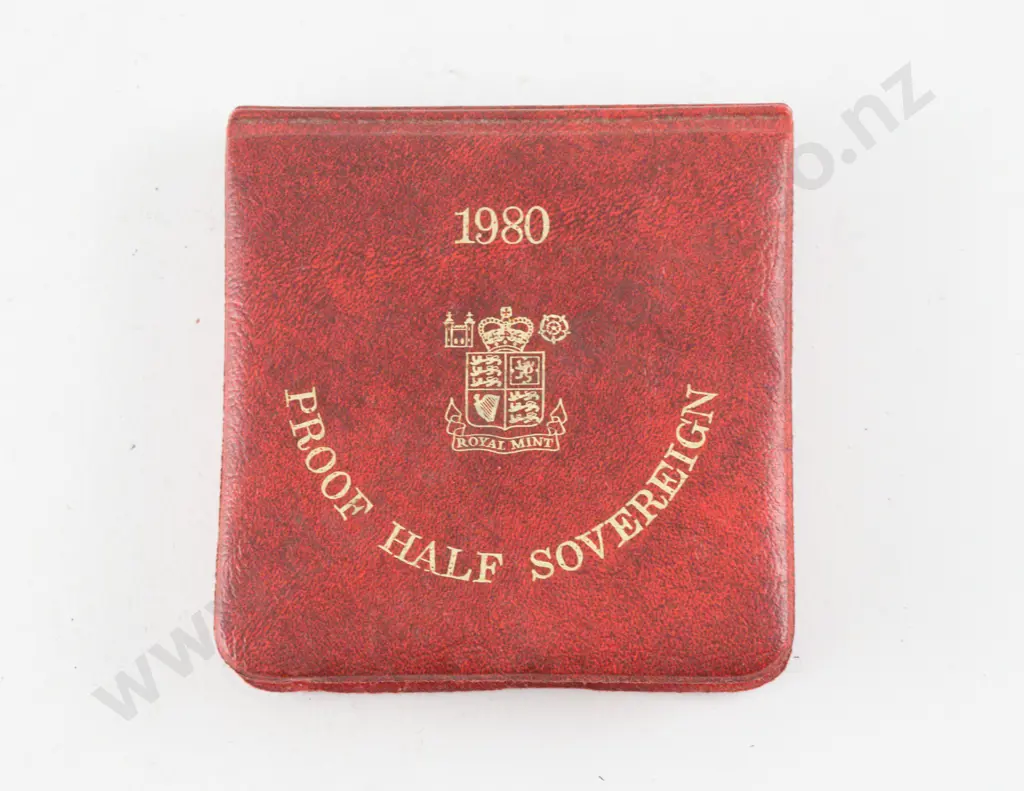 1980
ROYAL MINT
PROOF HALF SOVEREIGN